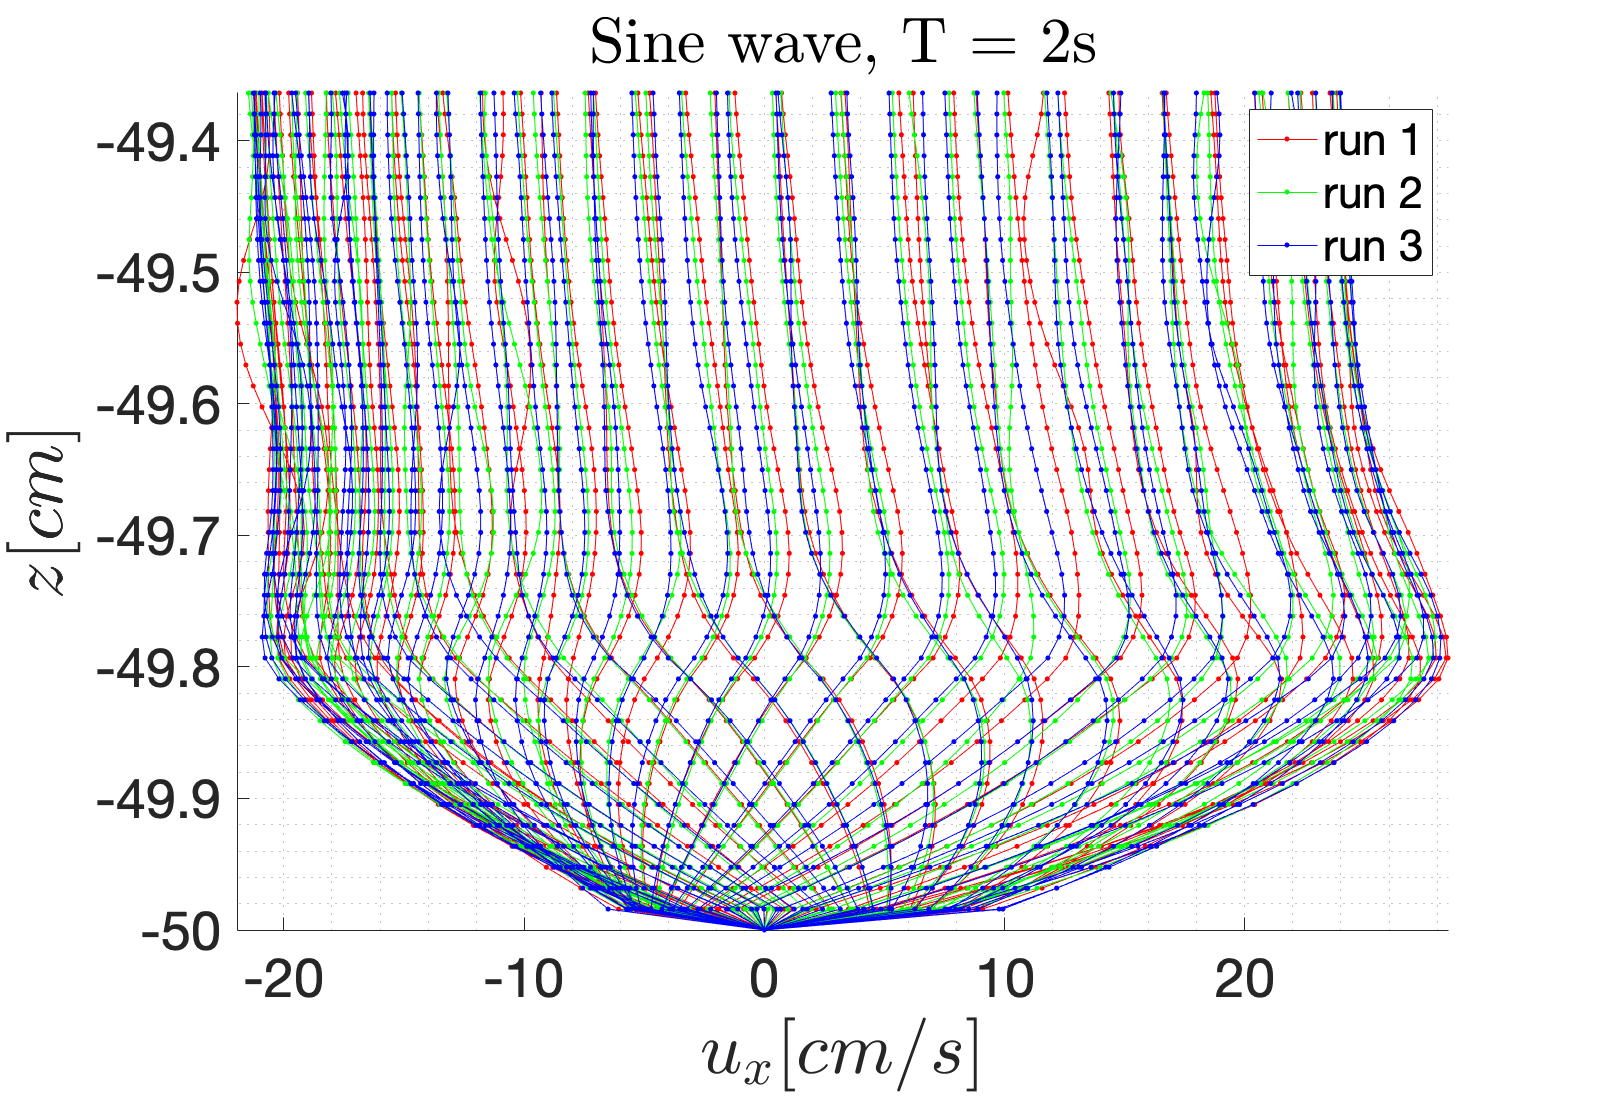 Sine wave, T = 2s
run 1
run 2
run 3
-49.4
-49.5
-49.6
-49.7
-49.8
-49.9
-50
z[cm]
-20 -10 0 10 20
u_x[cm/s]